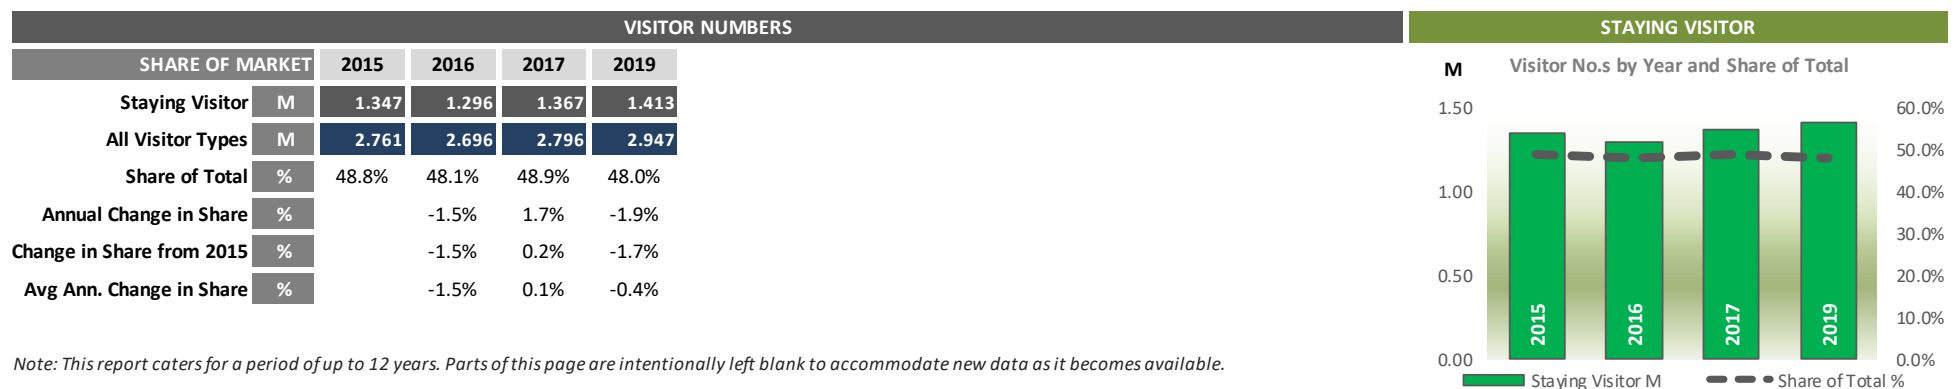 VISITOR NUMBERS
SHARE OF MARKET 2015 2016 2017 2019
Staying Visitor M 1.347 1.296 1.367 1.413
All Visitor Types M 2.761 2.696 2.796 2.947
Share of Total % 48.8% 48.1% 48.9% 48.0%
Annual Change in Share % -1.5% 1.7% -1.9%
Change in Share from 2015 % -1.5% 0.2% -1.7%
Avg Ann. Change in Share % -1.5% 0.1% -0.4%
Note: This report caters for a period of up to 12 years. Parts of this page are intentionally left blank to accommodate new data as it becomes available.
STAYING VISITOR
M Visitor No.s by Year and Share of Total
1.50 60.0%
50.0%
1.00 40.0%
30.0%
0.50 20.0%
2015 2016 2017 2019
10.0%
0.00 0.0%
Staying Visitor M Share of Total %